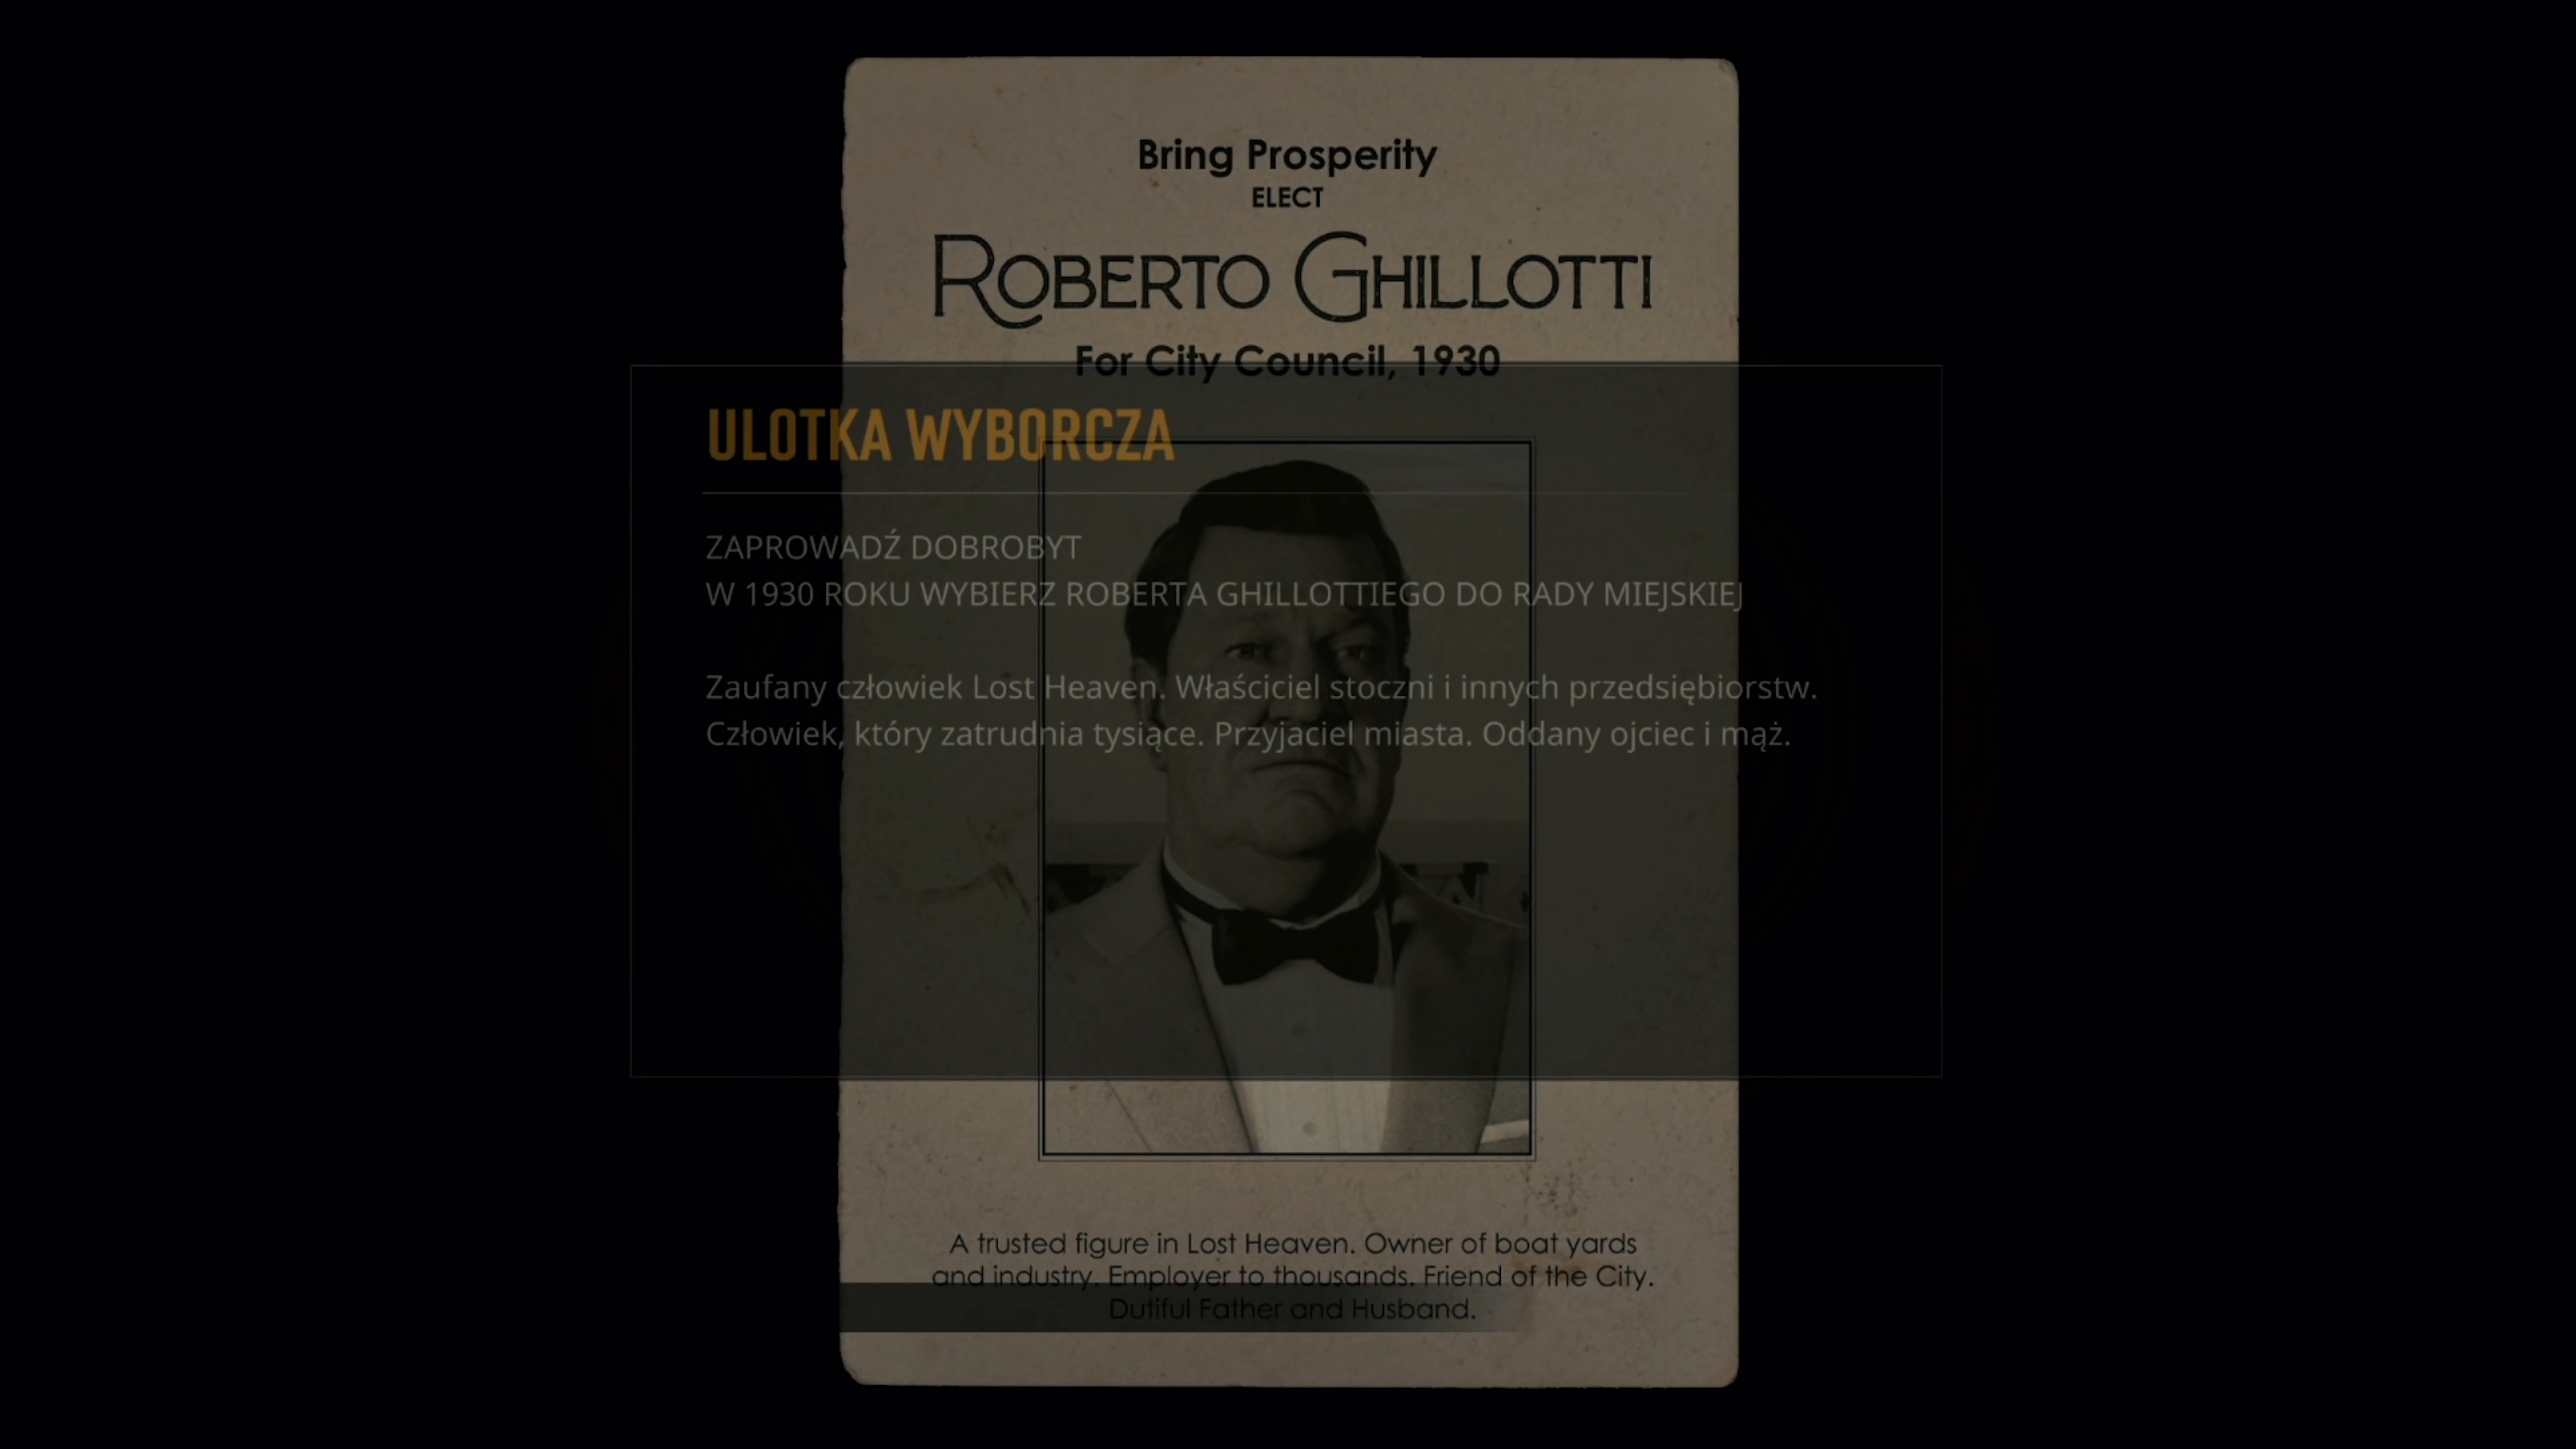 Bring Prosperity
ELECT
ROBERTO GHILLOTTI
For City Council, 1930
ULOTKA WYBORCZA
ZAPROWADŹ DOBROBYT
W 1930 ROKU WYBIERZ ROBERTA GHILLOTTIEGO DO RADY MIEJSKIEJ
Zaufany człowiek Lost Heaven. Właściciel stoczni i innych przedsiębiorstw.
Człowiek, który zatrudnia tysiące. Przyjaciel miasta. Oddany ojciec i mąż.
A trusted figure in Lost Heaven. Owner of boat yards
and industry. Employer to thousands. Friend of the City.
Dutiful Father and Husband.